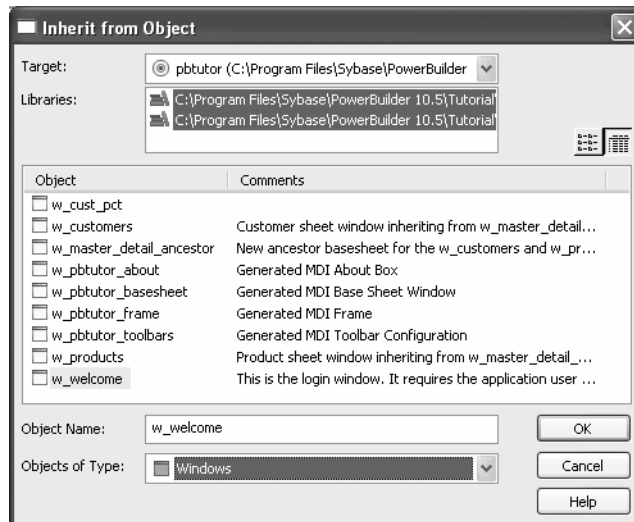 Inherit from Object
Target: pbtutor (C:\Program Files\Sybase\PowerBuilder
Libraries: C:\Program Files\Sybase\PowerBuilder 10.5\Tutorial
C:\Program Files\Sybase\PowerBuilder 10.5\Tutorial
Object Comments
w_cust_pct
w_customers Customer sheet window inheriting from w_master_detail...
w_master_detail_ancestor New ancestor basesheet for the w_customers and w_pr...
w_pbtutor_about Generated MDI About Box
w_pbtutor_basesheet Generated MDI Base Sheet Window
w_pbtutor_frame Generated MDI Frame
w_pbtutor_toolbars Generated MDI Toolbar Configuration
w_products Product sheet window inheriting from w_master_detail_...
w_welcome This is the login window. It requires the application user ...
Object Name: w_welcome OK
Objects of Type: Windows Cancel
Help